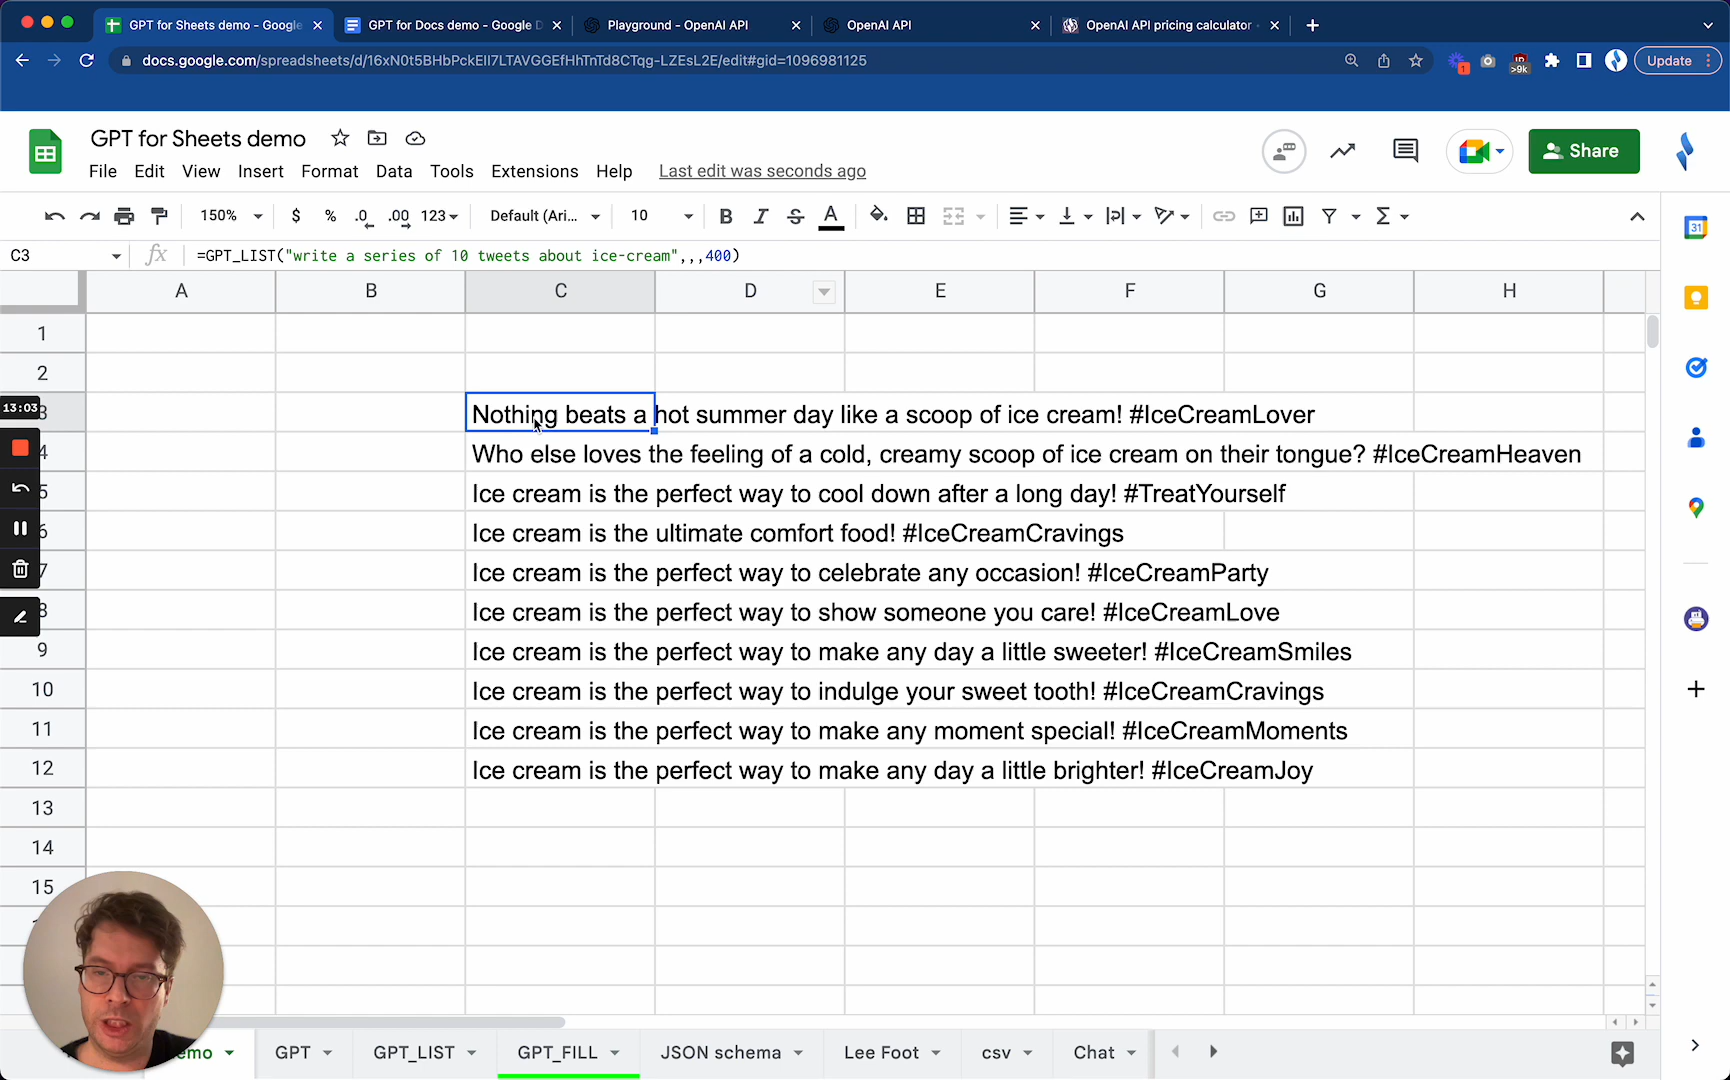 GPT for Sheets demo - Google
GPT for Docs demo - Google D
Playground - OpenAI API
OpenAI API
OpenAI API pricing calculator
docs.google.com/spreadsheets/d/16xN0t5BHbPckEIl7LTAVGGEfHhTnTd8CTqg-LZEsL2E/edit#gid=1096981125
1
>9k
Update
GPT for Sheets demo
File Edit View Insert Format Data Tools Extensions Help Last edit was seconds ago
Share
150% $ % .0 .00 123 Default (Ari... 10 B I S A Σ
31
C3 fx =GPT_LIST("write a series of 10 tweets about ice-cream",,,400)
A B C D E F G H
1
2
13:03
3 Nothing beats a hot summer day like a scoop of ice cream! #IceCreamLover
4 Who else loves the feeling of a cold, creamy scoop of ice cream on their tongue? #IceCreamHeaven
5 Ice cream is the perfect way to cool down after a long day! #TreatYourself
6 Ice cream is the ultimate comfort food! #IceCreamCravings
7 Ice cream is the perfect way to celebrate any occasion! #IceCreamParty
8 Ice cream is the perfect way to show someone you care! #IceCreamLove
9 Ice cream is the perfect way to make any day a little sweeter! #IceCreamSmiles
10 Ice cream is the perfect way to indulge your sweet tooth! #IceCreamCravings
11 Ice cream is the perfect way to make any moment special! #IceCreamMoments
12 Ice cream is the perfect way to make any day a little brighter! #IceCreamJoy
13
14
15
emo GPT GPT_LIST GPT_FILL JSON schema Lee Foot csv Chat